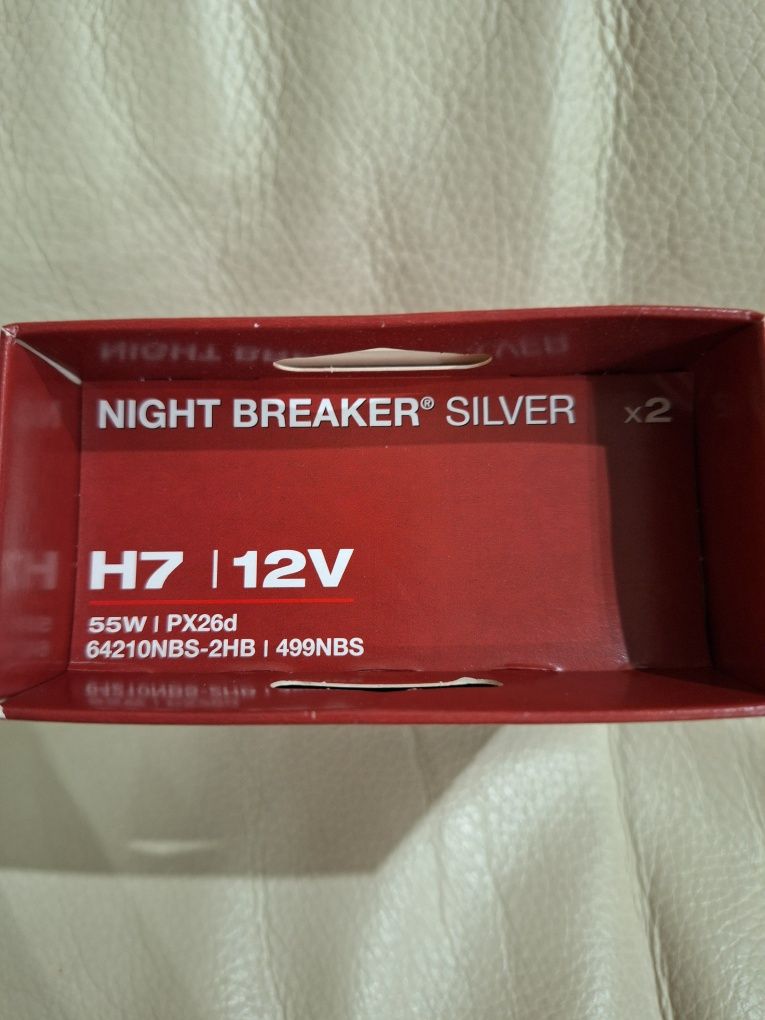 NIGHT BREAKER® SILVER x2
H7 | 12V
55W | PX26d
64210NBS-2HB | 499NBS